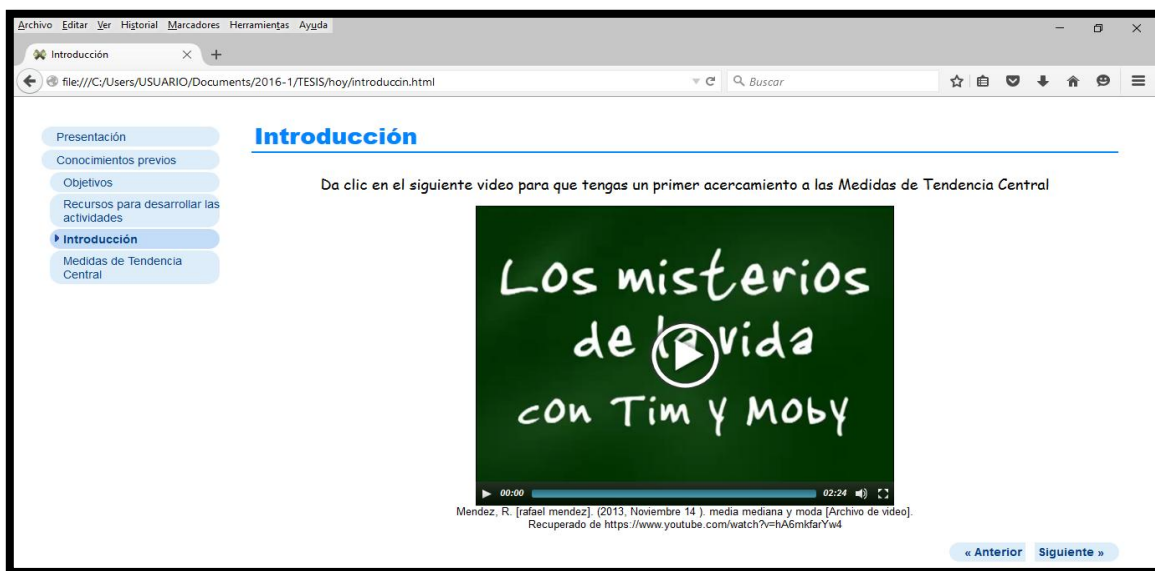 Archivo Editar Ver Historial Marcadores Herramientas Ayuda
Introducción
file:///C:/Users/USUARIO/Documents/2016-1/TESIS/hoy/introduccin.html
Buscar
Presentación
Conocimientos previos
Objetivos
Recursos para desarrollar las
actividades
Introducción
Medidas de Tendencia
Central
Introducción
Da clic en el siguiente video para que tengas un primer acercamiento a las Medidas de Tendencia Central
Los misterios
de la vida
con Tim y Moby
00:00
02:24
Mendez, R. [rafael mendez]. (2013, Noviembre 14 ). media mediana y moda [Archivo de video].
Recuperado de https://www.youtube.com/watch?v=hA6mkfarYw4
« Anterior Siguiente »